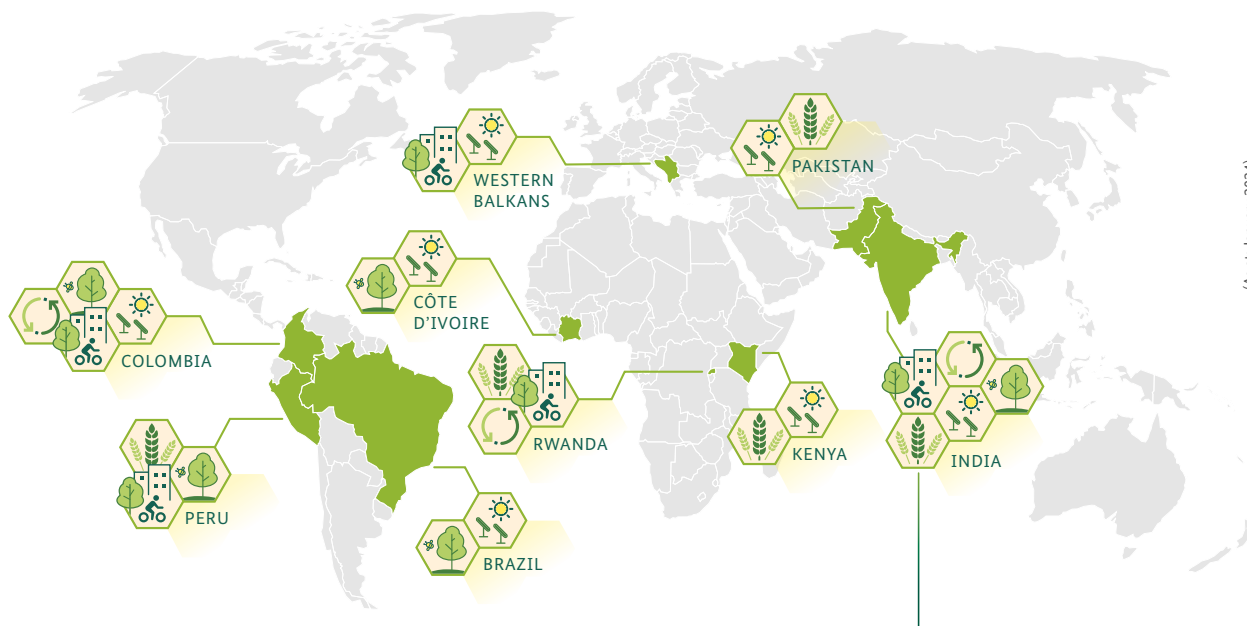 PAKISTAN
WESTERN
BALKANS
CÔTE
D'IVOIRE
COLOMBIA
RWANDA
KENYA
INDIA
PERU
BRAZIL